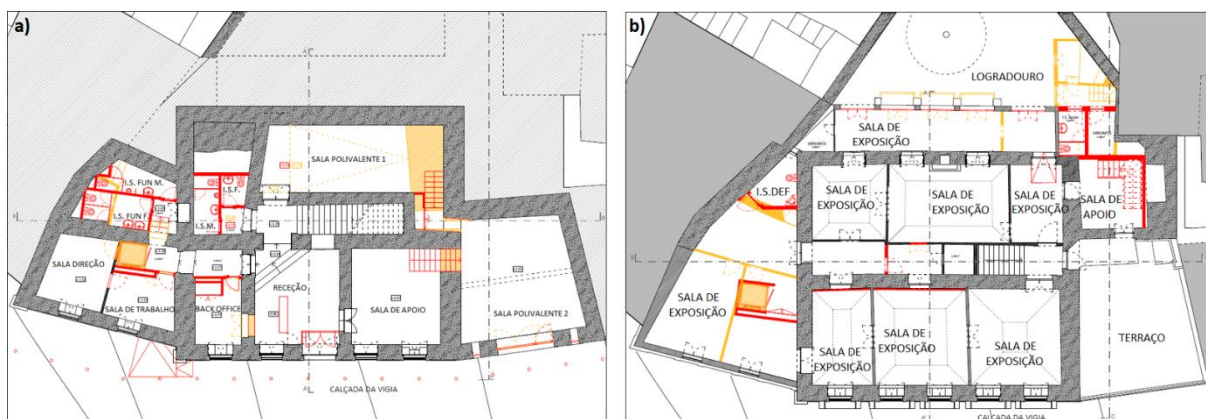 a)
SALA POLIVALENTE 1
I.S. FUN M.
I.S.F.
I.S. FUN F.
I.S.M.
SALA DIREÇÃO
SALA DE TRABALHO
BACK OFFICE
RECEÇÃO
SALA DE APOIO
SALA POLIVALENTE 2
CALÇADA DA VIGIA
b)
LOGRADOURO
SALA DE
EXPOSIÇÃO
I.S.DEF.
SALA DE
EXPOSIÇÃO
SALA DE
EXPOSIÇÃO
SALA DE
EXPOSIÇÃO
SALA DE
APOIO
SALA DE
EXPOSIÇÃO
SALA DE
EXPOSIÇÃO
SALA DE
EXPOSIÇÃO
SALA DE
EXPOSIÇÃO
TERRAÇO
CALÇADA DA VIGIA